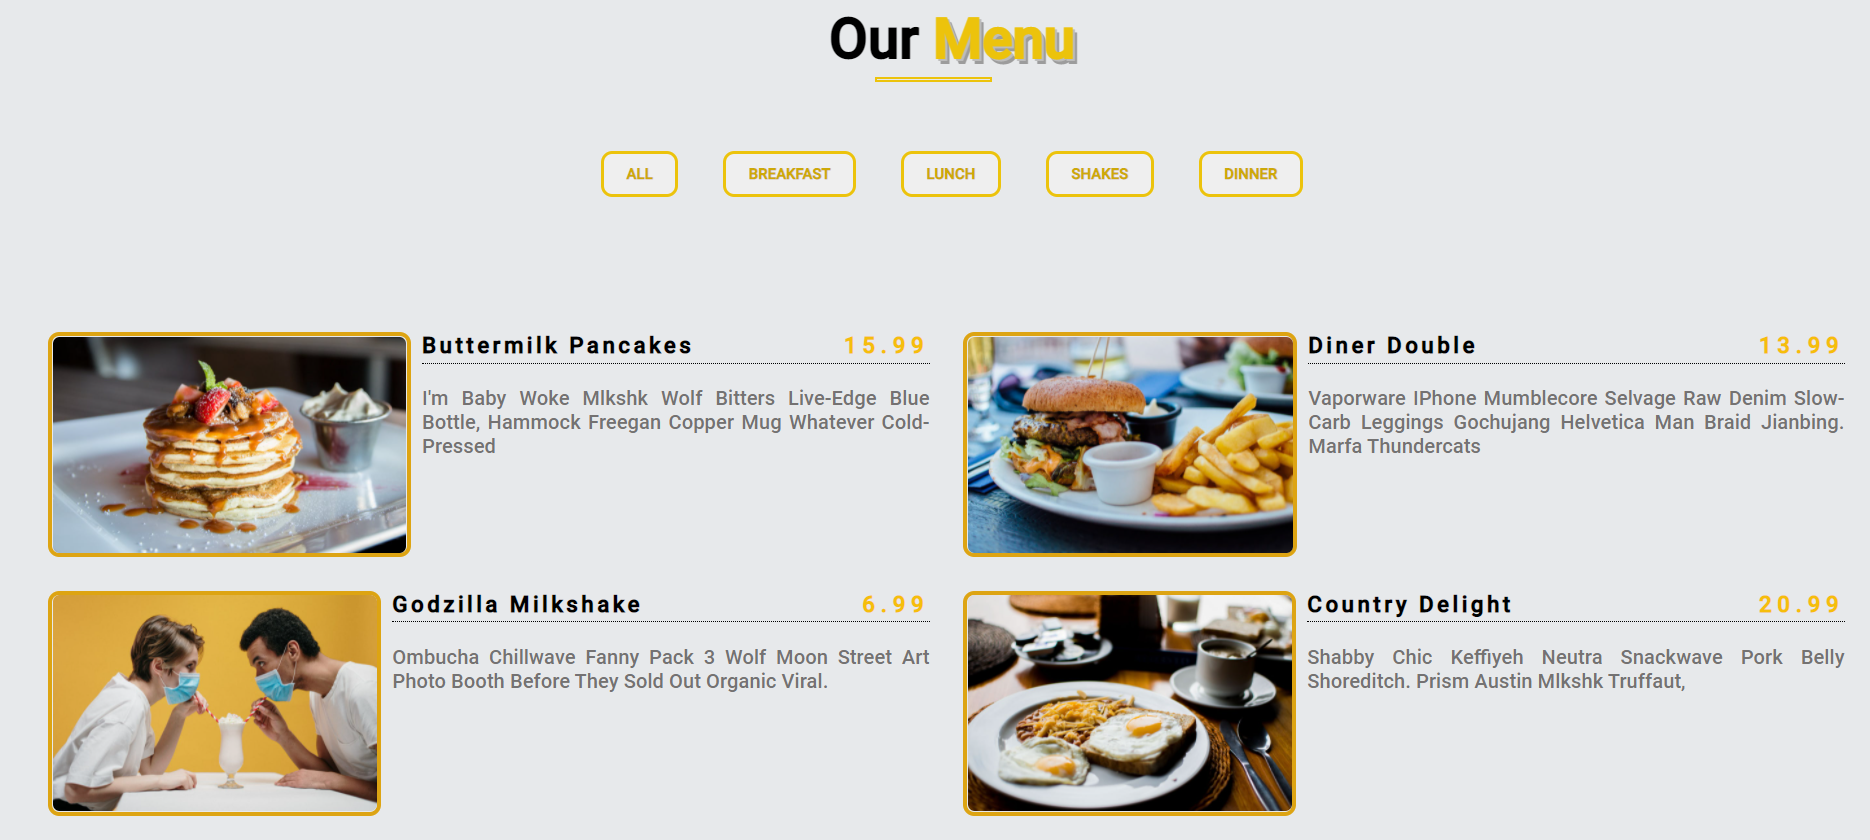 Our Menu
ALL
BREAKFAST
LUNCH
SHAKES
DINNER
Buttermilk Pancakes 15.99
I'm Baby Woke Mlkshk Wolf Bitters Live-Edge Blue
Bottle, Hammock Freegan Copper Mug Whatever Cold-
Pressed
Diner Double 13.99
Vaporware IPhone Mumblecore Selvage Raw Denim Slow-
Carb Leggings Gochujang Helvetica Man Braid Jianbing.
Marfa Thundercats
Godzilla Milkshake 6.99
Ombucha Chillwave Fanny Pack 3 Wolf Moon Street Art
Photo Booth Before They Sold Out Organic Viral.
Country Delight 20.99
Shabby Chic Keffiyeh Neutra Snackwave Pork Belly
Shoreditch. Prism Austin Mlkshk Truffaut,